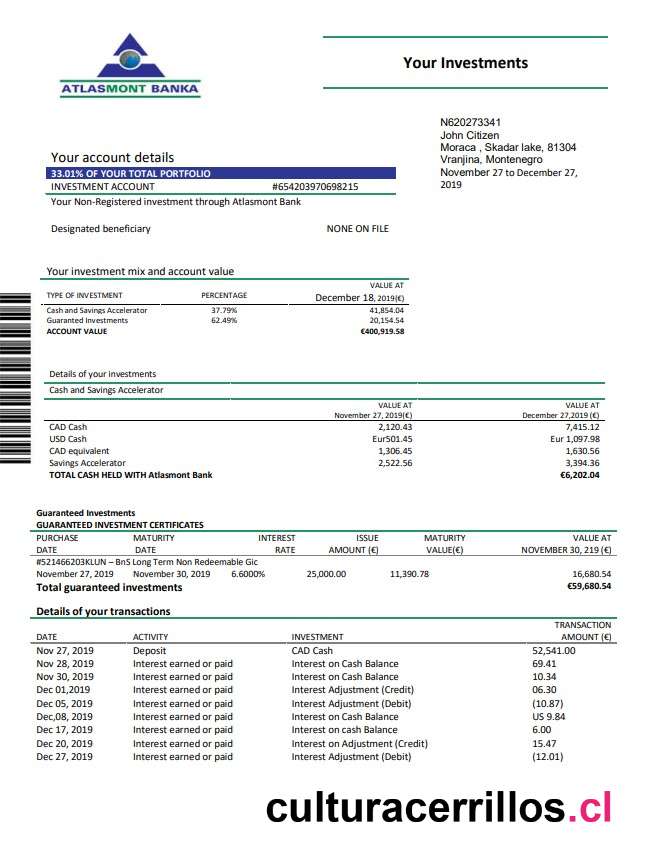 ATLASMONT BANKA
Your Investments
N620273341
John Citizen
Moraca , Skadar lake, 81304
Vranjina, Montenegro
November 27 to December 27,
2019
Your account details
33.01% OF YOUR TOTAL PORTFOLIO
INVESTMENT ACCOUNT #654203970698215
Your Non-Registered investment through Atlasmont Bank
Designated beneficiary NONE ON FILE
Your investment mix and account value
VALUE AT
TYPE OF INVESTMENT PERCENTAGE December 18, 2019(€)
Cash and Savings Accelerator 37.79% 41,854.04
Guaranted Investments 62.49% 20,154.54
ACCOUNT VALUE €400,919.58
Details of your investments
Cash and Savings Accelerator
VALUE AT VALUE AT
November 27, 2019(€) December 27,2019 (€)
CAD Cash 2,120.43 7,415.12
USD Cash Eur501.45 Eur 1,097.98
CAD equivalent 1,306.45 1,630.56
Savings Accelerator 2,522.56 3,394.36
TOTAL CASH HELD WITH Atlasmont Bank €6,202.04
Guaranteed Investments
GUARANTEED INVESTMENT CERTIFICATES
PURCHASE MATURITY INTEREST ISSUE MATURITY VALUE AT
DATE DATE RATE AMOUNT (€) VALUE(€) NOVEMBER 30, 219 (€)
#521466203KLUN – BnS Long Term Non Redeemable Gic
November 27, 2019 November 30, 2019 6.6000% 25,000.00 11,390.78 16,680.54
Total guaranteed investments €59,680.54
Details of your transactions
TRANSACTION
DATE ACTIVITY INVESTMENT AMOUNT (€)
Nov 27, 2019 Deposit CAD Cash 52,541.00
Nov 28, 2019 Interest earned or paid Interest on Cash Balance 69.41
Nov 30, 2019 Interest earned or paid Interest on Cash Balance 10.34
Dec 01,2019 Interest earned or paid Interest Adjustment (Credit) 06.30
Dec 05, 2019 Interest earned or paid Interest Adjustment (Debit) (10.87)
Dec,08, 2019 Interest earned or paid Interest on Cash Balance US 9.84
Dec 17, 2019 Interest earned or paid Interest on cash Balance 6.00
Dec 20, 2019 Interest earned or paid Interest on Adjustment (Credit) 15.47
Dec 27, 2019 Interest earned or paid Interest Adjustment (Debit) (12.01)
culturacerrillos.cl